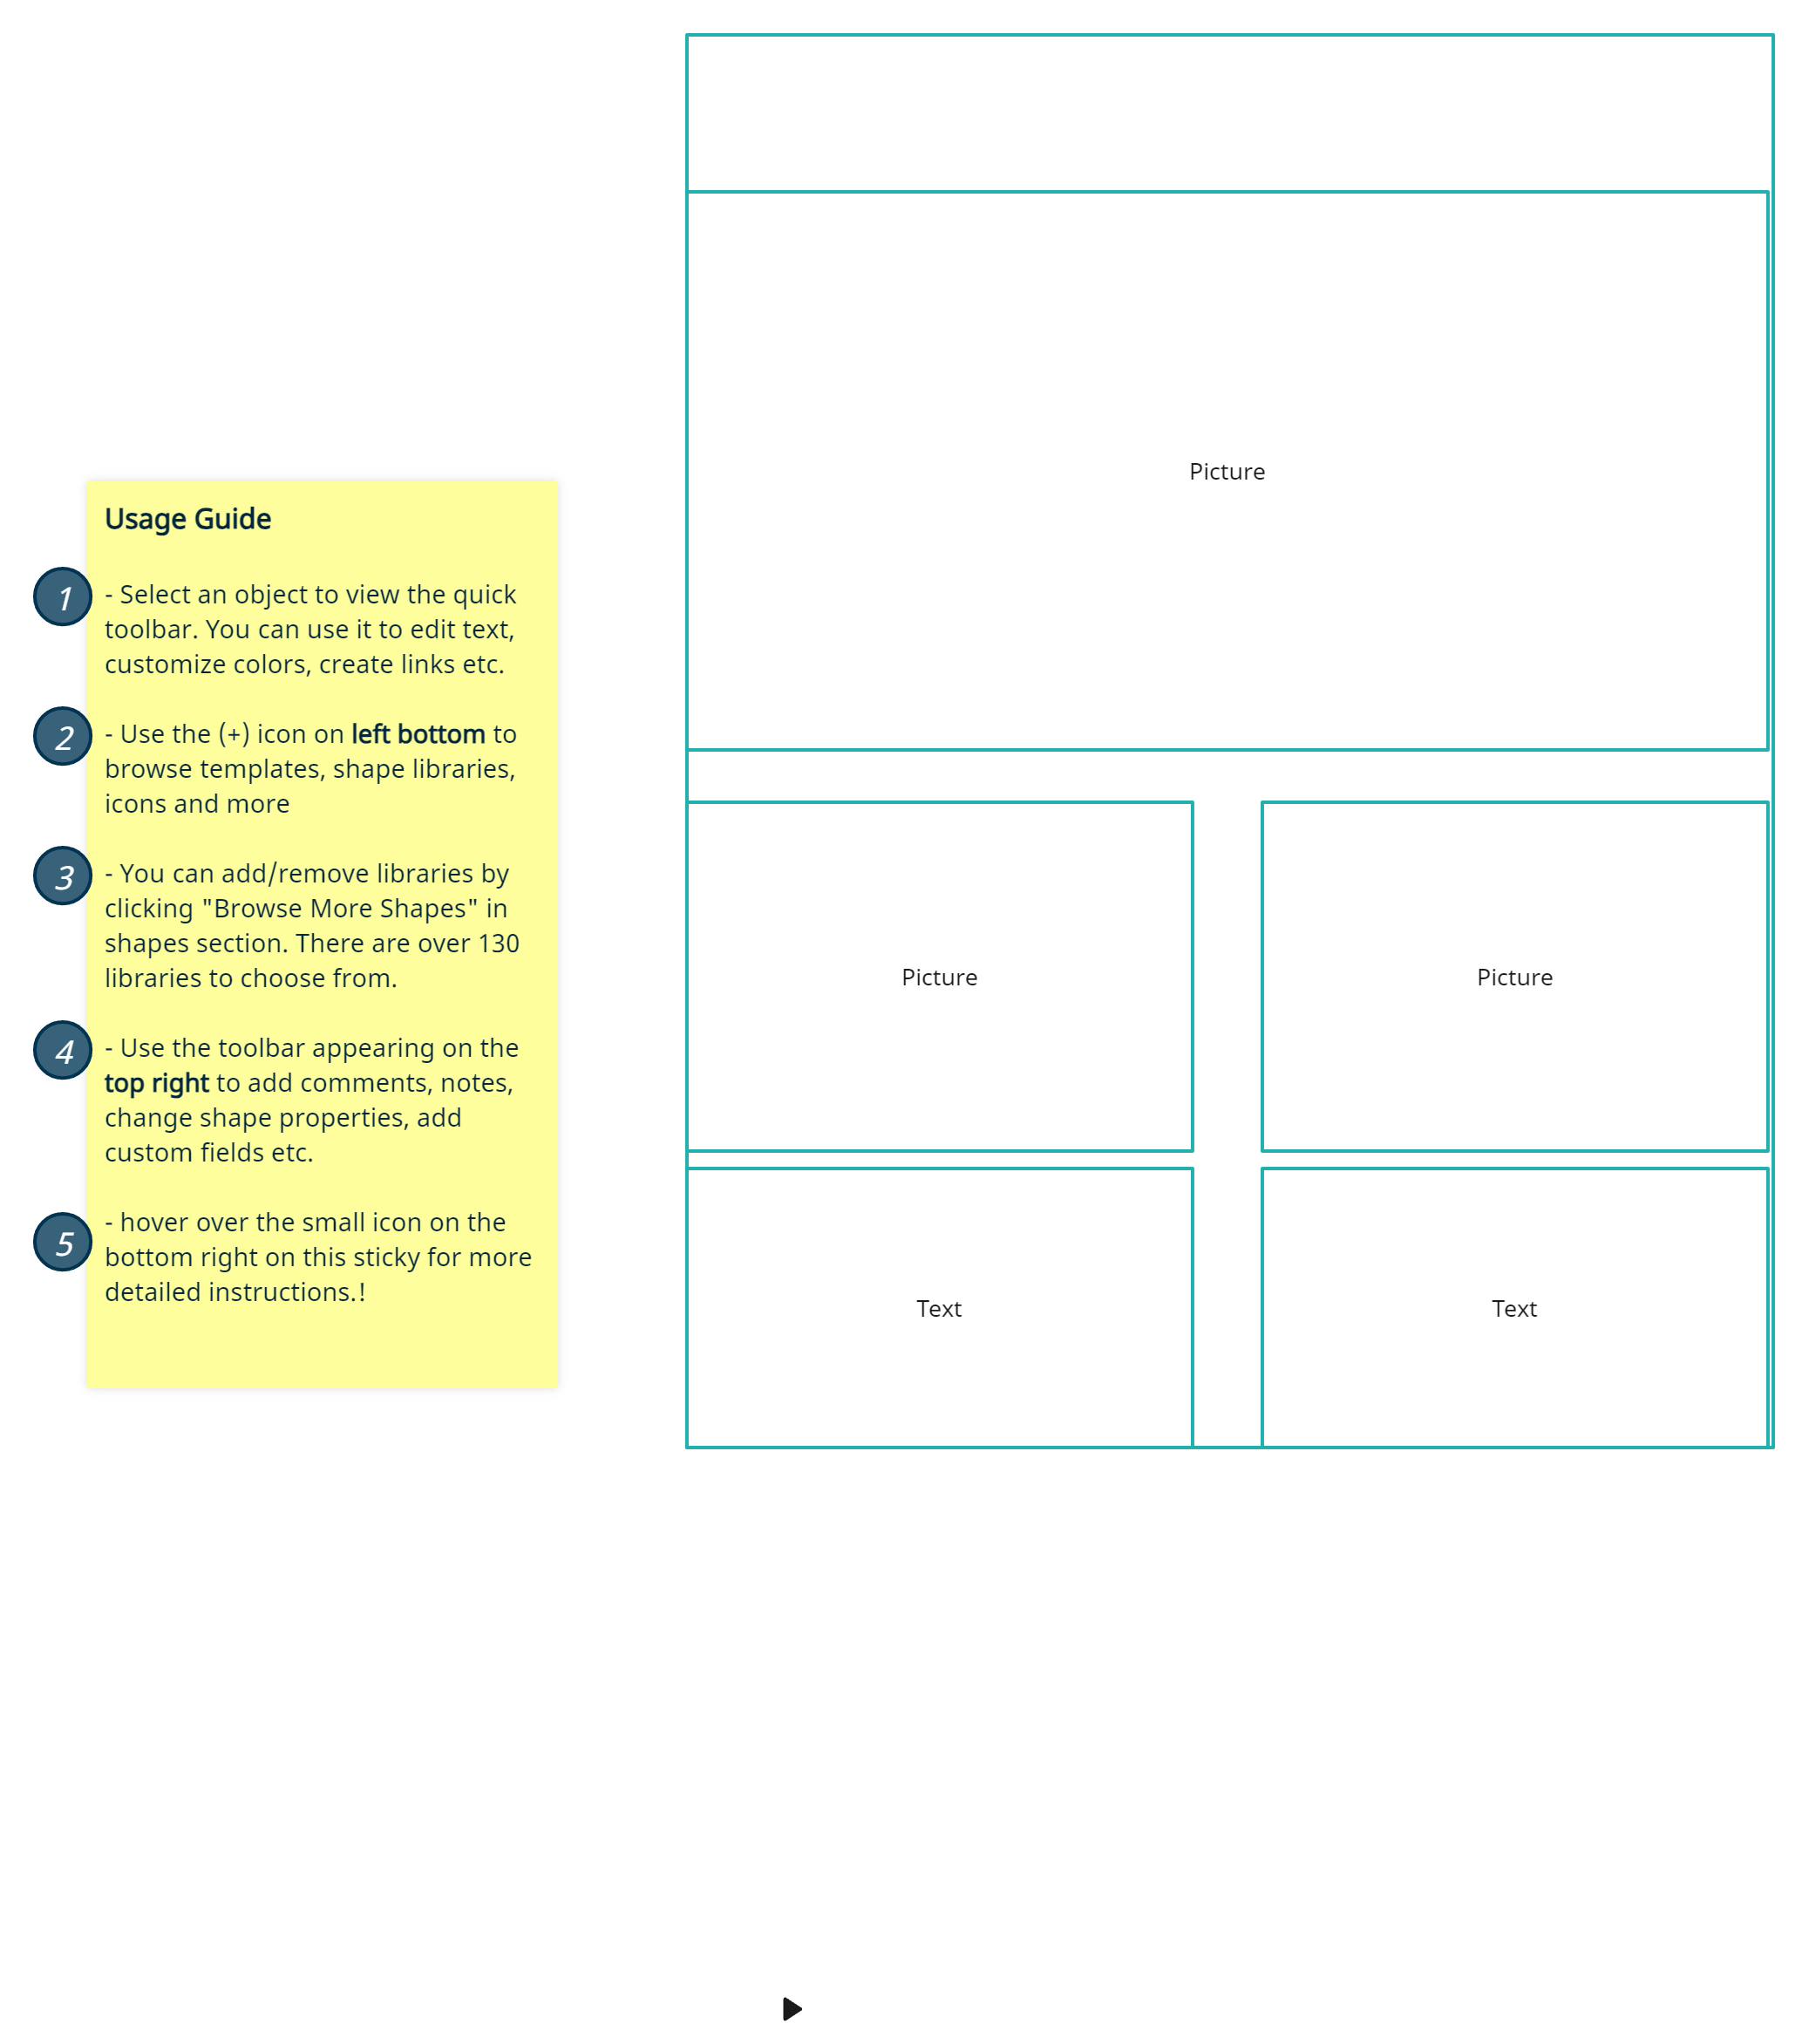 Usage Guide
1
- Select an object to view the quick
toolbar. You can use it to edit text,
customize colors, create links etc.
2
- Use the (+) icon on left bottom to
browse templates, shape libraries,
icons and more
3
- You can add/remove libraries by
clicking "Browse More Shapes" in
shapes section. There are over 130
libraries to choose from.
4
- Use the toolbar appearing on the
top right to add comments, notes,
change shape properties, add
custom fields etc.
5
- hover over the small icon on the
bottom right on this sticky for more
detailed instructions.!
Picture
Picture
Picture
Text
Text